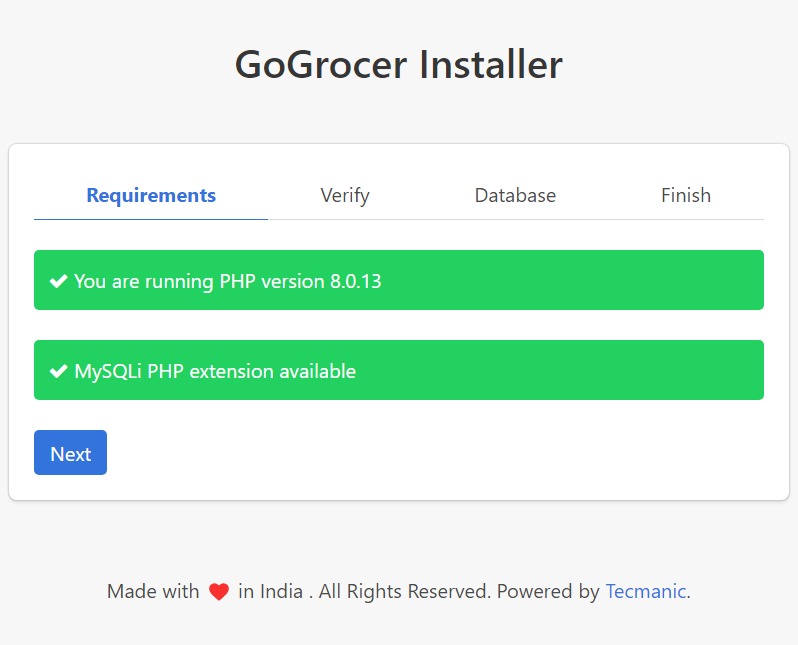 GoGrocer Installer
Requirements Verify Database Finish
✔ You are running PHP version 8.0.13
✔ MySQLi PHP extension available
Next
Made with ❤ in India . All Rights Reserved. Powered by Tecmanic.